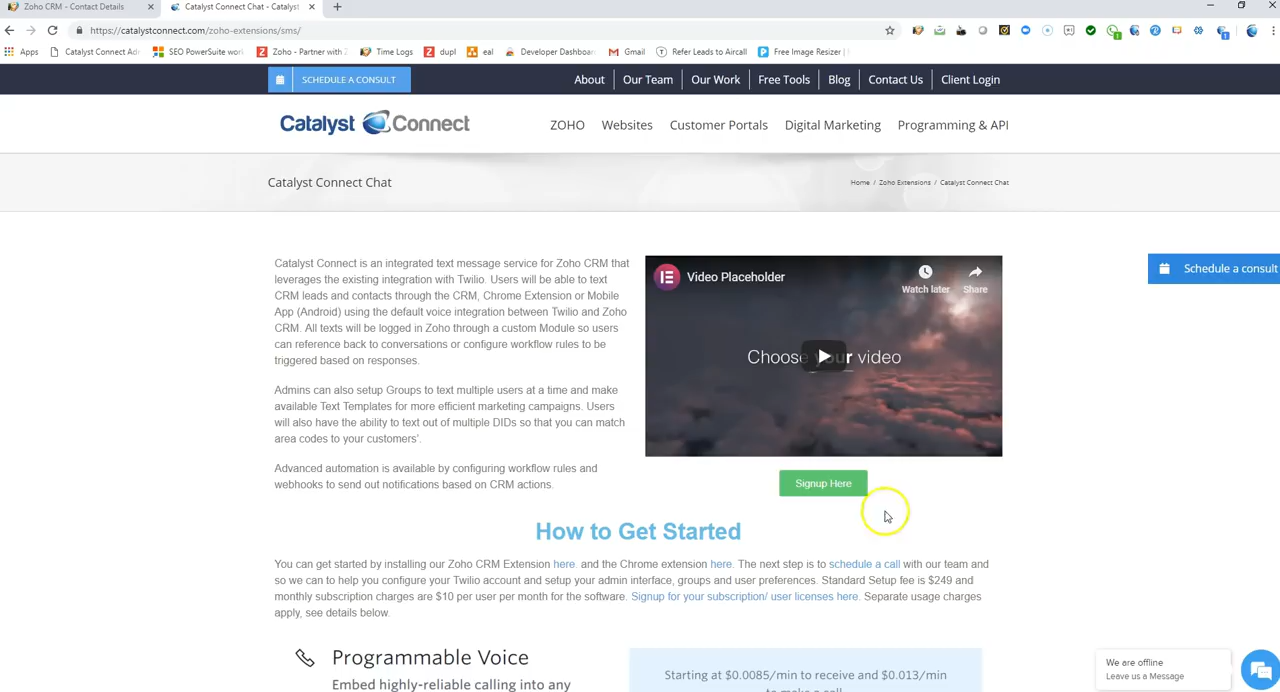 Zoho CRM - Contact Details
Catalyst Connect Chat - Catalyst
https://catalystconnect.com/zoho-extensions/sms/
Apps Catalyst Connect Adm SEO PowerSuite work Zoho - Partner with Z Time Logs dupl eal Developer Dashboar Gmail Refer Leads to Aircall Free Image Resizer |
SCHEDULE A CONSULT About Our Team Our Work Free Tools Blog Contact Us Client Login
Catalyst Connect ZOHO Websites Customer Portals Digital Marketing Programming & API
Catalyst Connect Chat Home / Zoho Extensions / Catalyst Connect Chat
Catalyst Connect is an integrated text message service for Zoho CRM that
leverages the existing integration with Twilio. Users will be able to text
CRM leads and contacts through the CRM, Chrome Extension or Mobile
App (Android) using the default voice integration between Twilio and Zoho
CRM. All texts will be logged in Zoho through a custom Module so users
can reference back to conversations or configure workflow rules to be
triggered based on responses.
Admins can also setup Groups to text multiple users at a time and make
available Text Templates for more efficient marketing campaigns. Users
will also have the ability to text out of multiple DIDs so that you can match
area codes to your customers'.
Advanced automation is available by configuring workflow rules and
webhooks to send out notifications based on CRM actions.
Video Placeholder
Watch later Share
Choose your video
Signup Here
Schedule a consult
How to Get Started
You can get started by installing our Zoho CRM Extension here. and the Chrome extension here. The next step is to schedule a call with our team and
so we can to help you configure your Twilio account and setup your admin interface, groups and user preferences. Standard Setup fee is $249 and
monthly subscription charges are $10 per user per month for the software. Signup for your subscription/ user licenses here. Separate usage charges
apply, see details below.
Programmable Voice
Embed highly-reliable calling into any
Starting at $0.0085/min to receive and $0.013/min
to make a call.
We are offline
Leave us a Message